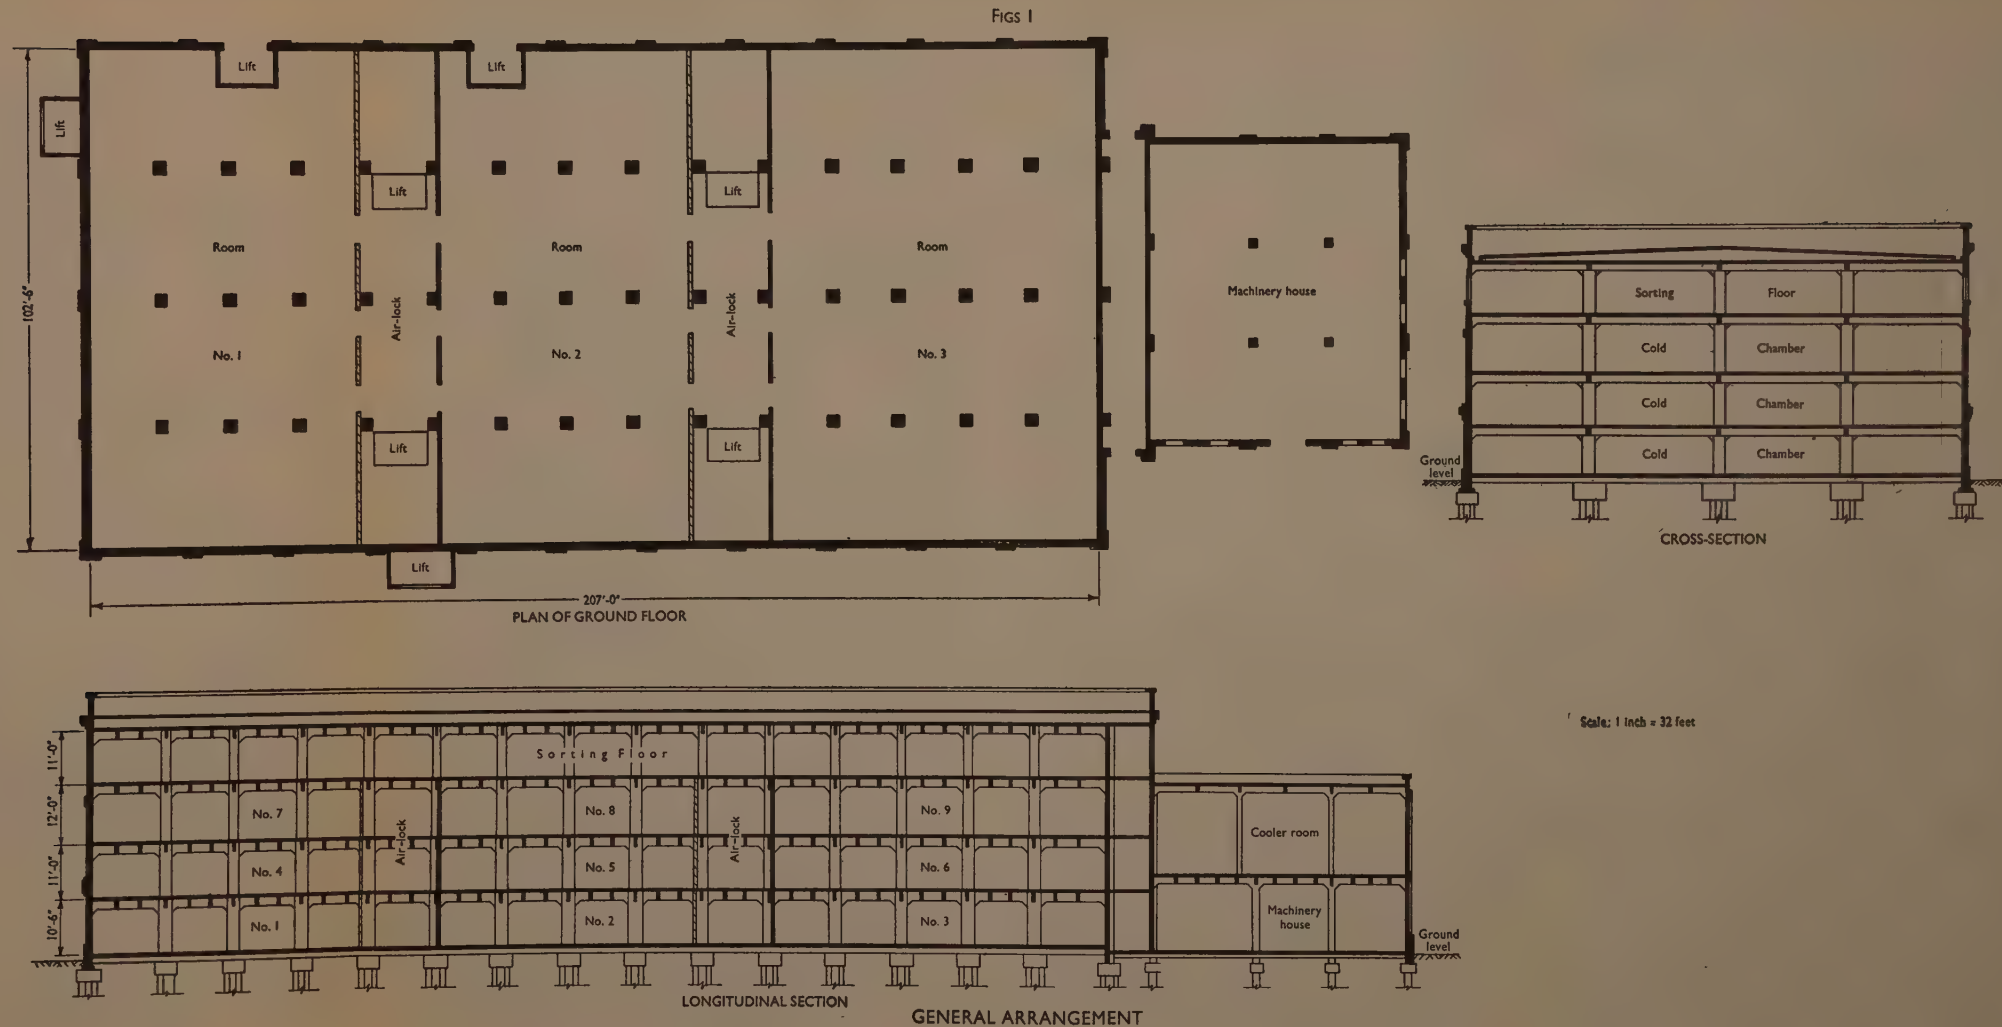 FIGS 1
Lift
Lift
Lift
Lift
Lift
Room
Room
Room
102'-6"
Air-lock
Air-lock
No. 1
No. 2
No. 3
Lift
Lift
Lift
207'-0"
PLAN OF GROUND FLOOR
Machinery house
Sorting
Floor
Cold
Chamber
Cold
Chamber
Cold
Chamber
Ground
level
CROSS-SECTION
Scale: 1 inch = 32 feet
11'-0"
12'-0"
11'-0"
10'-6"
Sorting Floor
No. 7
No. 8
No. 9
Air-lock
Air-lock
No. 4
No. 5
No. 6
No. 1
No. 2
No. 3
Cooler room
Machinery
house
Ground
level
LONGITUDINAL SECTION
GENERAL ARRANGEMENT